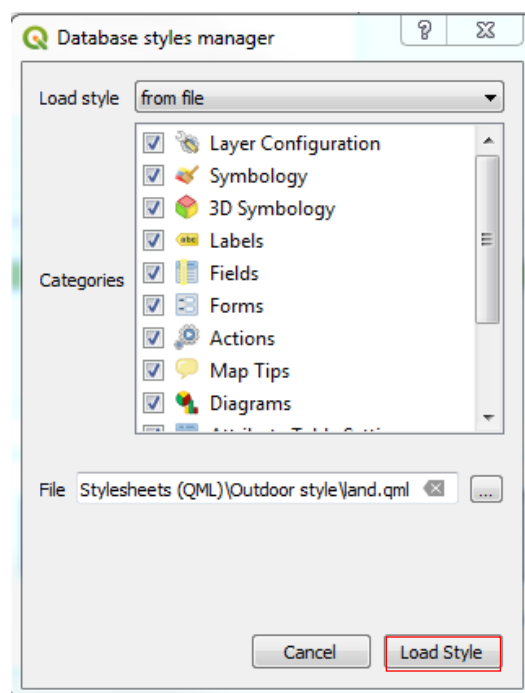 Database styles manager
Load style from file
Layer Configuration
Symbology
3D Symbology
abc Labels
Fields
Categories
Forms
Actions
Map Tips
Diagrams
File Stylesheets (QML)\Outdoor style\land.qml ...
Cancel Load Style